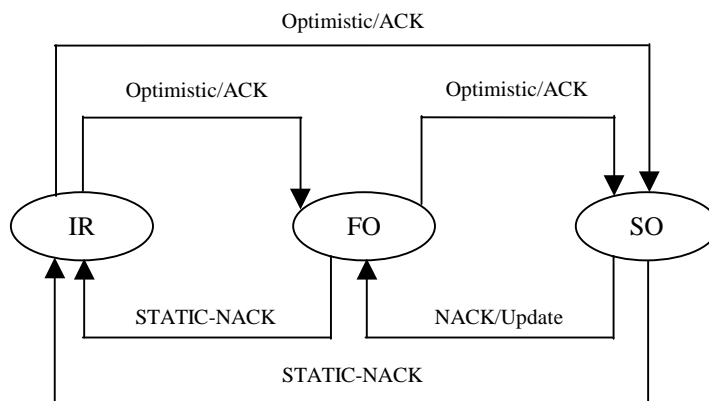 Optimistic/ACK
Optimistic/ACK
Optimistic/ACK
IR
FO
SO
STATIC-NACK
NACK/Update
STATIC-NACK